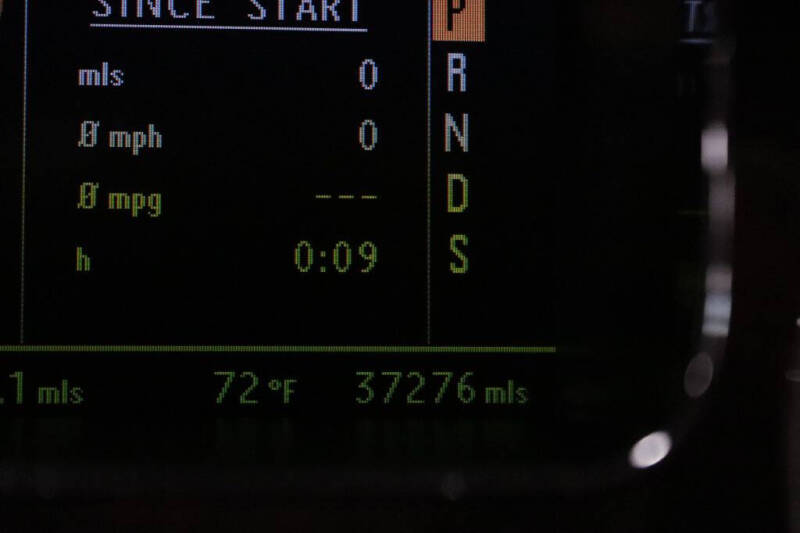 SINCE START
P
mls 0
R
Ø mph 0
N
Ø mpg ---
D
h 0:09
S
.1 mls 72 °F 37276 mls